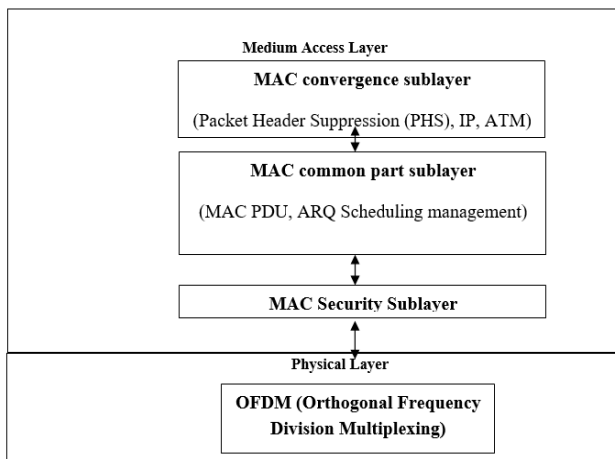 Medium Access Layer
MAC convergence sublayer
(Packet Header Suppression (PHS), IP, ATM)
MAC common part sublayer
(MAC PDU, ARQ Scheduling management)
MAC Security Sublayer
Physical Layer
OFDM (Orthogonal Frequency
Division Multiplexing)